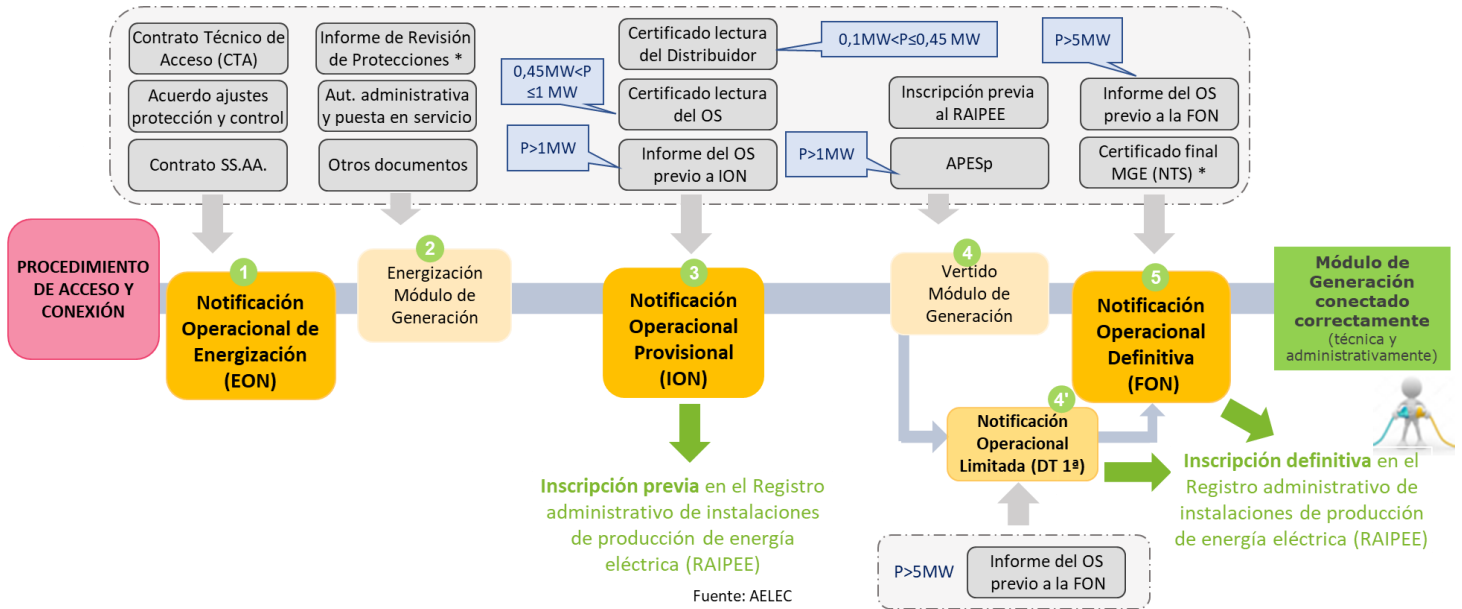 Contrato Técnico de
Acceso (CTA)
Acuerdo ajustes
protección y control
Contrato SS.AA.
Informe de Revisión
de Protecciones *
Aut. administrativa
y puesta en servicio
Otros documentos
Certificado lectura
del Distribuidor
0,1MW<P≤0,45 MW
0,45MW<P
≤1 MW
Certificado lectura
del OS
P>1MW
Informe del OS
previo a ION
Inscripción previa
al RAIPEE
P>1MW
APESp
P>5MW
Informe del OS
previo a la FON
Certificado final
MGE (NTS) *
PROCEDIMIENTO
DE ACCESO Y
CONEXIÓN
1
Notificación
Operacional de
Energización
(EON)
2
Energización
Módulo de
Generación
3
Notificación
Operacional
Provisional
(ION)
4
Vertido
Módulo de
Generación
5
Notificación
Operacional
Definitiva
(FON)
Módulo de
Generación
conectado
correctamente
(técnica y
administrativamente)
4'
Notificación
Operacional
Limitada (DT 1ª)
Inscripción previa en el Registro
administrativo de instalaciones
de producción de energía
eléctrica (RAIPEE)
Inscripción definitiva en el
Registro administrativo de
instalaciones de producción
de energía eléctrica (RAIPEE)
P>5MW
Informe del OS
previo a la FON
Fuente: AELEC